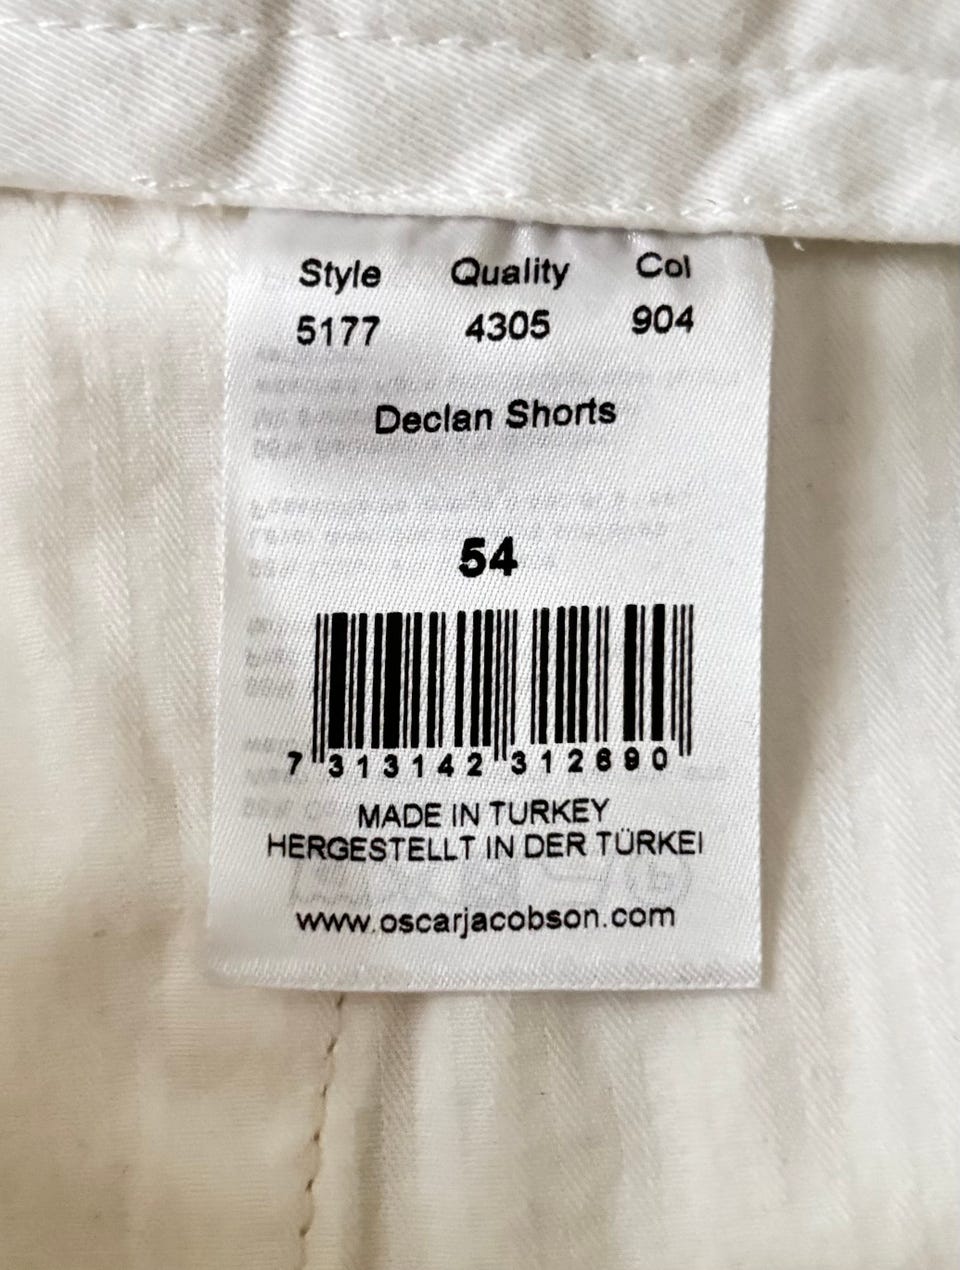 Style Quality Col
5177 4305 904
Declan Shorts
54
7 313142 312690
MADE IN TURKEY
HERGESTELLT IN DER TÜRKEI
www.oscarjacobson.com